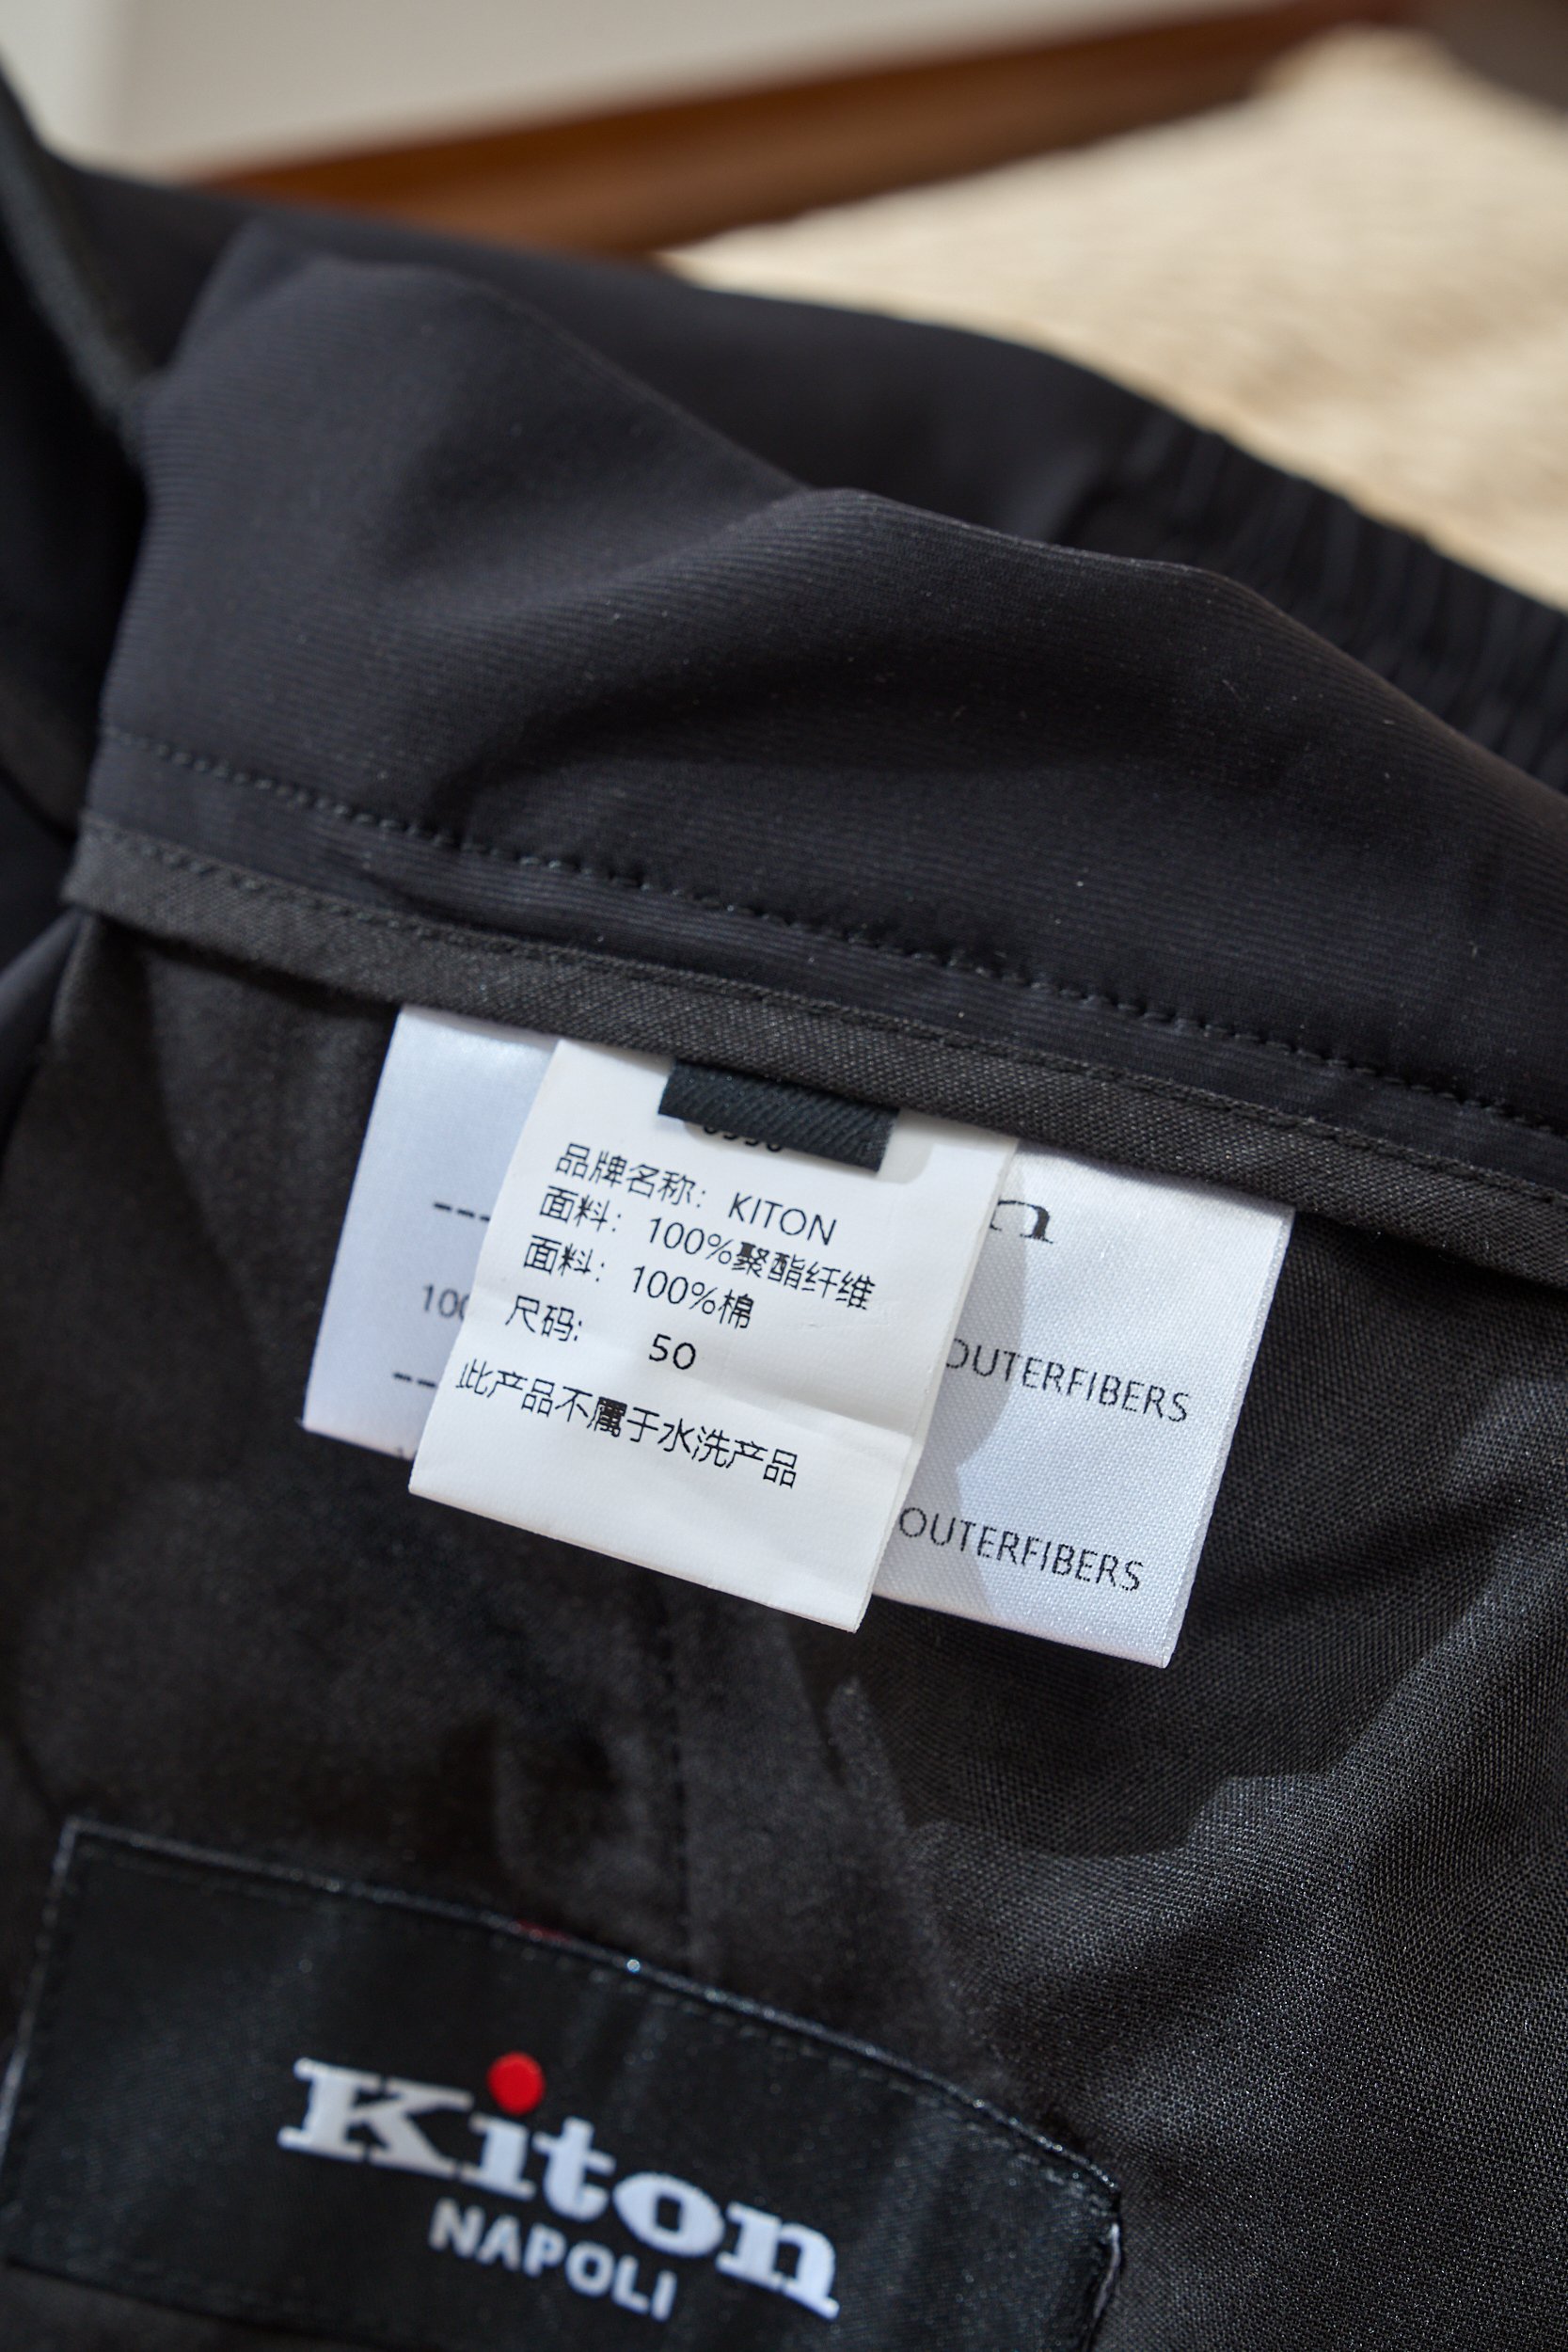 品牌名称: KITON
面料: 100%聚酯纤维
面料: 100%棉
尺码: 50
此产品不属于水洗产品
n
OUTERFIBERS
OUTERFIBERS
---
100
--
Kiton
NAPOLI